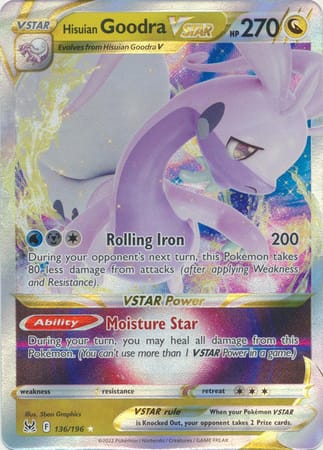 VSTAR
Hisuian Goodra VSTAR HP 270
Evolves from Hisuian Goodra V
Rolling Iron 200
During your opponent's next turn, this Pokémon takes
80 less damage from attacks (after applying Weakness
and Resistance).
VSTAR Power
Ability Moisture Star
During your turn, you may heal all damage from this
Pokémon. (You can't use more than 1 VSTAR Power in a game.)
weakness resistance retreat
Illus. 5ban Graphics
VSTAR rule When your Pokémon VSTAR
is Knocked Out, your opponent takes 2 Prize cards.
F 136/196 ★
©2022 Pokémon / Nintendo / Creatures / GAME FREAK